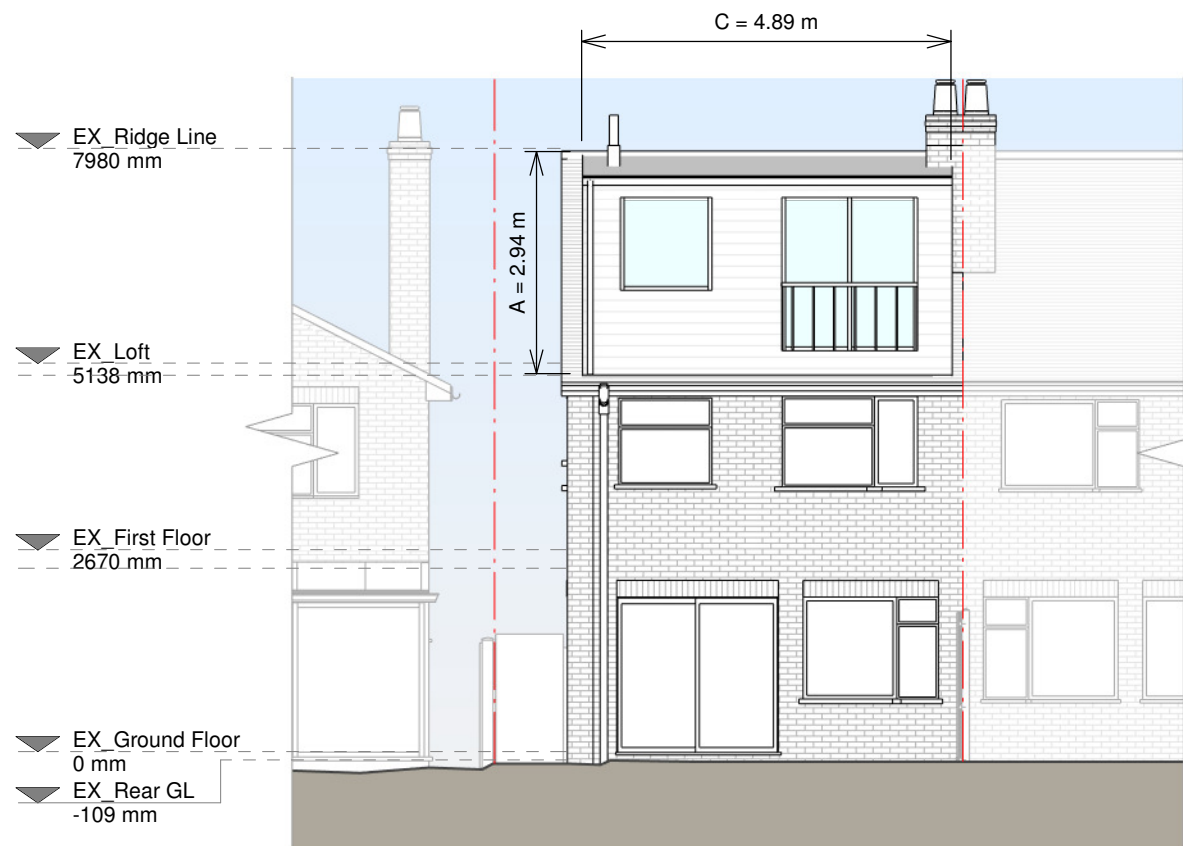 C = 4.89 m
EX_Ridge Line
7980 mm
A = 2.94 m
EX_Loft
5138 mm
EX_First Floor
2670 mm
EX_Ground Floor
0 mm
EX_Rear GL
-109 mm